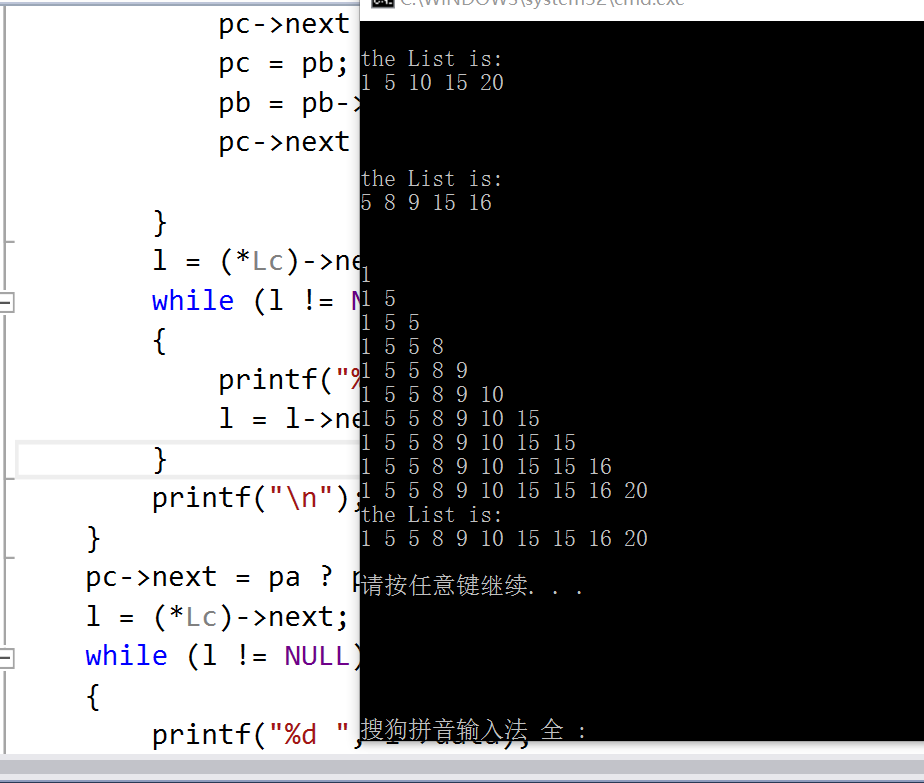 pc->next
pc = pb;
pb = pb->
pc->next
}
l = (*Lc)->ne
while (l != N
{
printf("%
l = l->ne
}
printf("\n");
}
pc->next = pa ? p
l = (*Lc)->next;
while (l != NULL)
{
printf("%d ", l->data);
C:\WINDOWS\system32\cmd.exe
the List is:
1 5 10 15 20
the List is:
5 8 9 15 16
1
1 5
1 5 5
1 5 5 8
1 5 5 8 9
1 5 5 8 9 10
1 5 5 8 9 10 15
1 5 5 8 9 10 15 15
1 5 5 8 9 10 15 15 16
1 5 5 8 9 10 15 15 16 20
the List is:
1 5 5 8 9 10 15 15 16 20
请按任意键继续. . .
搜狗拼音输入法 全 :